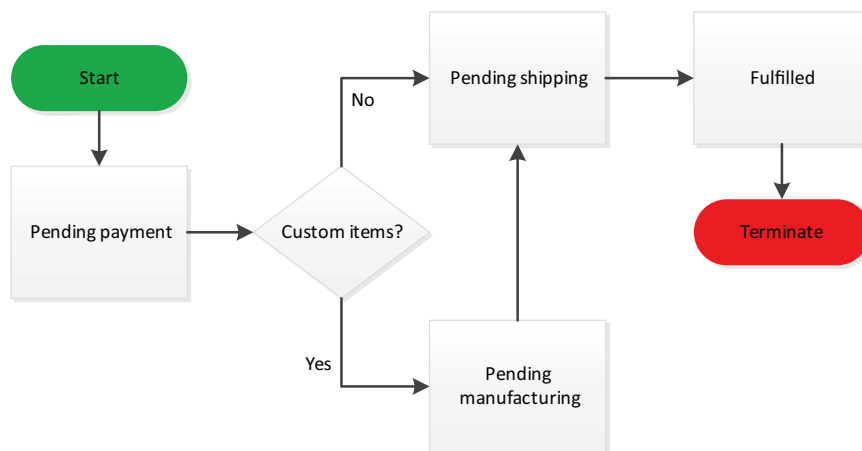 Start
Pending payment
Custom items?
No
Yes
Pending shipping
Pending
manufacturing
Fulfilled
Terminate